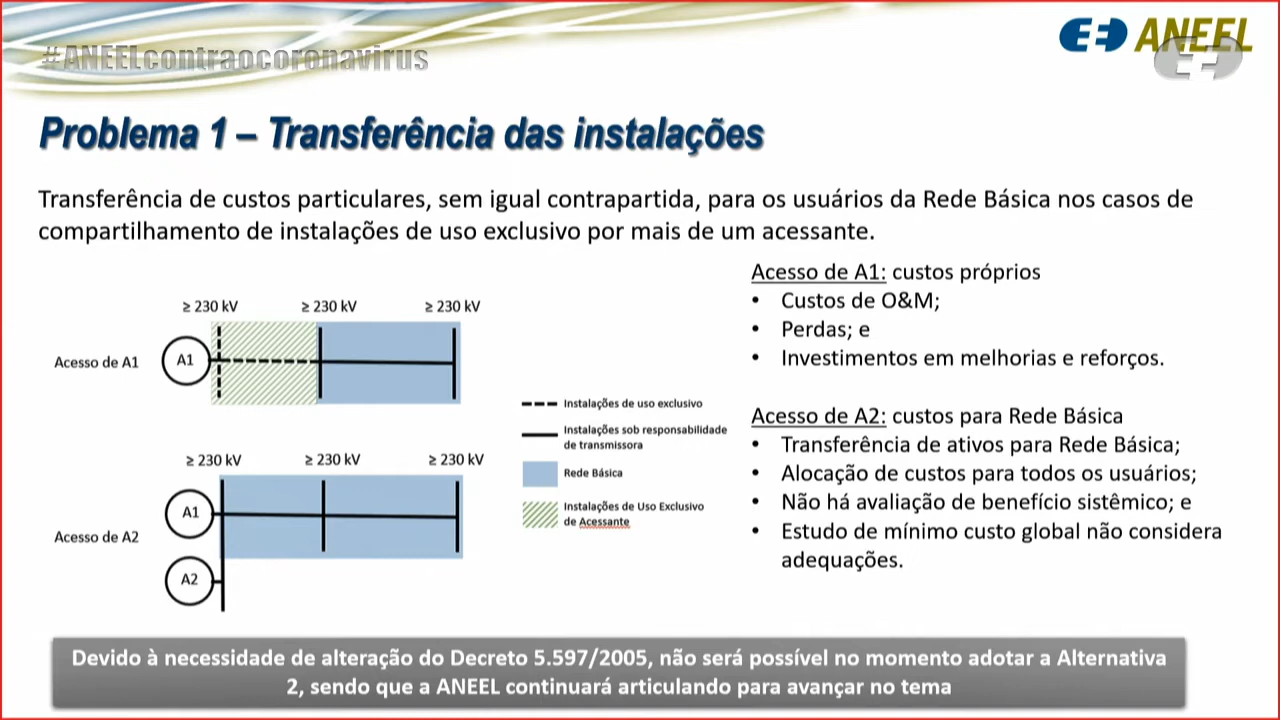 #ANEELcontraocoronavirus
ANEEL
Problema 1 – Transferência das instalações
Transferência de custos particulares, sem igual contrapartida, para os usuários da Rede Básica nos casos de
compartilhamento de instalações de uso exclusivo por mais de um acessante.
≥ 230 kV ≥ 230 kV ≥ 230 kV
Acesso de A1
A1
≥ 230 kV ≥ 230 kV ≥ 230 kV
A1
Acesso de A2
A2
Instalações de uso exclusivo
Instalações sob responsabilidade
de transmissora
Rede Básica
Instalações de Uso Exclusivo
de Acessante
Acesso de A1: custos próprios
• Custos de O&M;
• Perdas; e
• Investimentos em melhorias e reforços.
Acesso de A2: custos para Rede Básica
• Transferência de ativos para Rede Básica;
• Alocação de custos para todos os usuários;
• Não há avaliação de benefício sistêmico; e
• Estudo de mínimo custo global não considera
adequações.
Devido à necessidade de alteração do Decreto 5.597/2005, não será possível no momento adotar a Alternativa
2, sendo que a ANEEL continuará articulando para avançar no tema